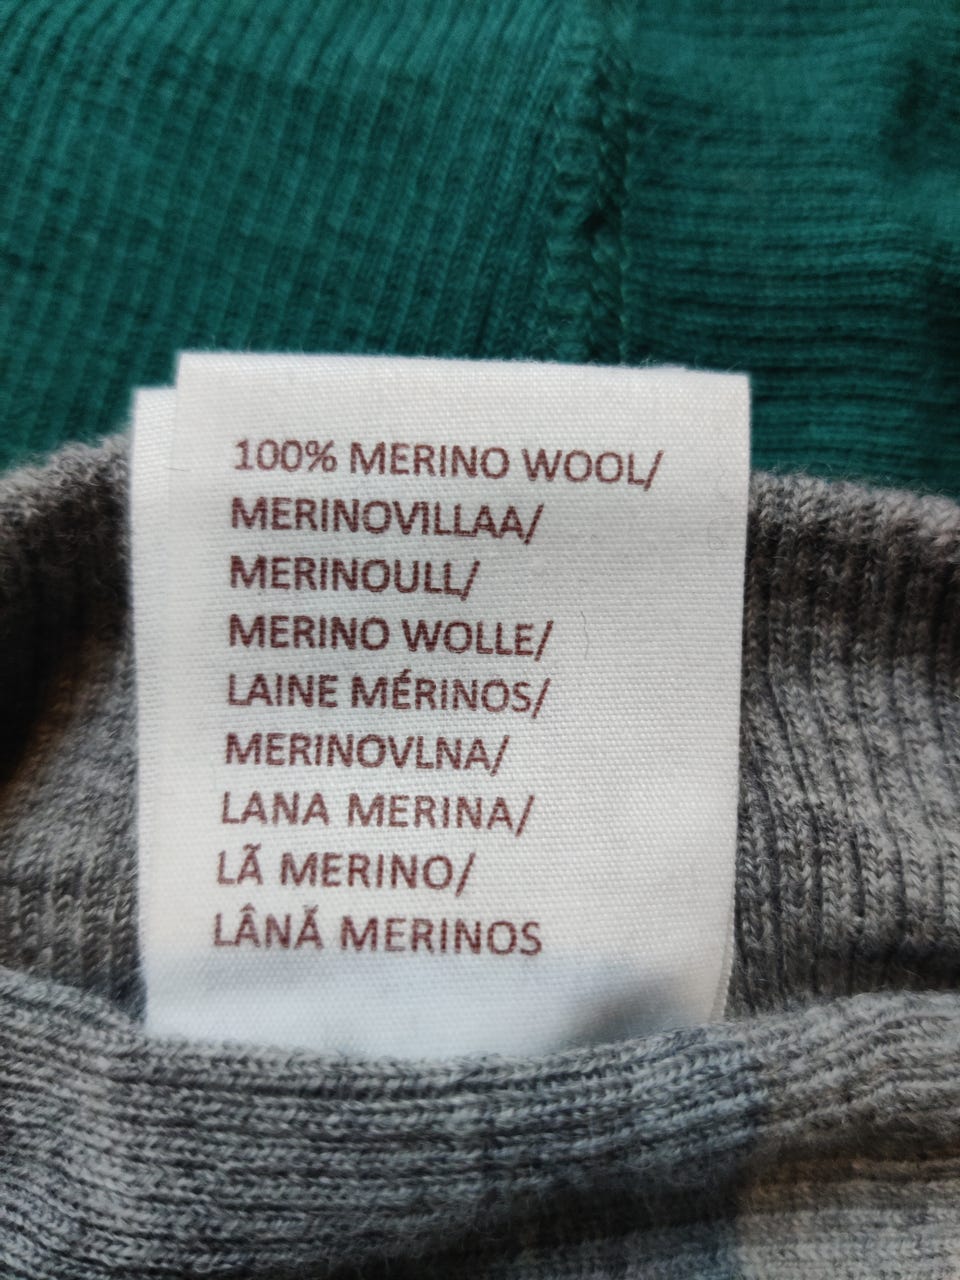 100% MERINO WOOL/
MERINOVILLAA/
MERINOULL/
MERINO WOLLE/
LAINE MÉRINOS/
MERINOVLNA/
LANA MERINA/
LÃ MERINO/
LÂNĂ MERINOS